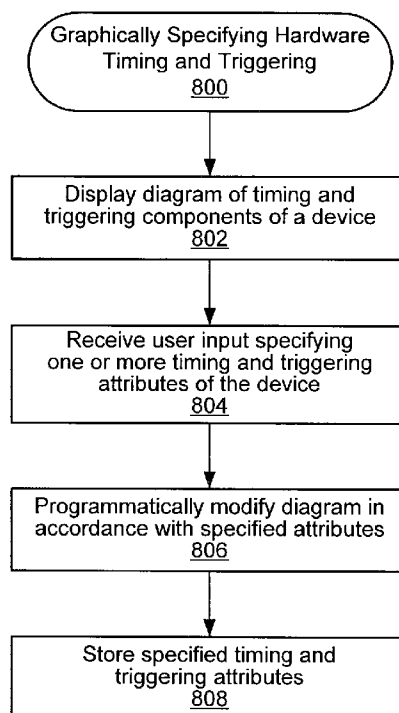 Graphically Specifying Hardware
Timing and Triggering
800
Display diagram of timing and
triggering components of a device
802
Receive user input specifying
one or more timing and triggering
attributes of the device
804
Programmatically modify diagram in
accordance with specified attributes
806
Store specified timing and
triggering attributes
808